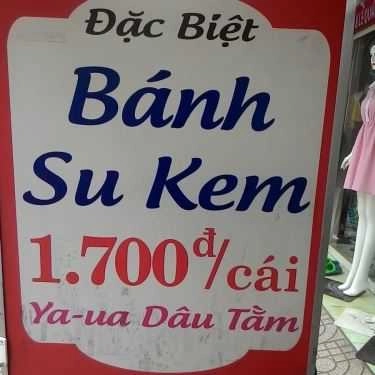 Đặc Biệt
Bánh
Su Kem
1.700đ/cái
Ya-ua Dâu Tằm